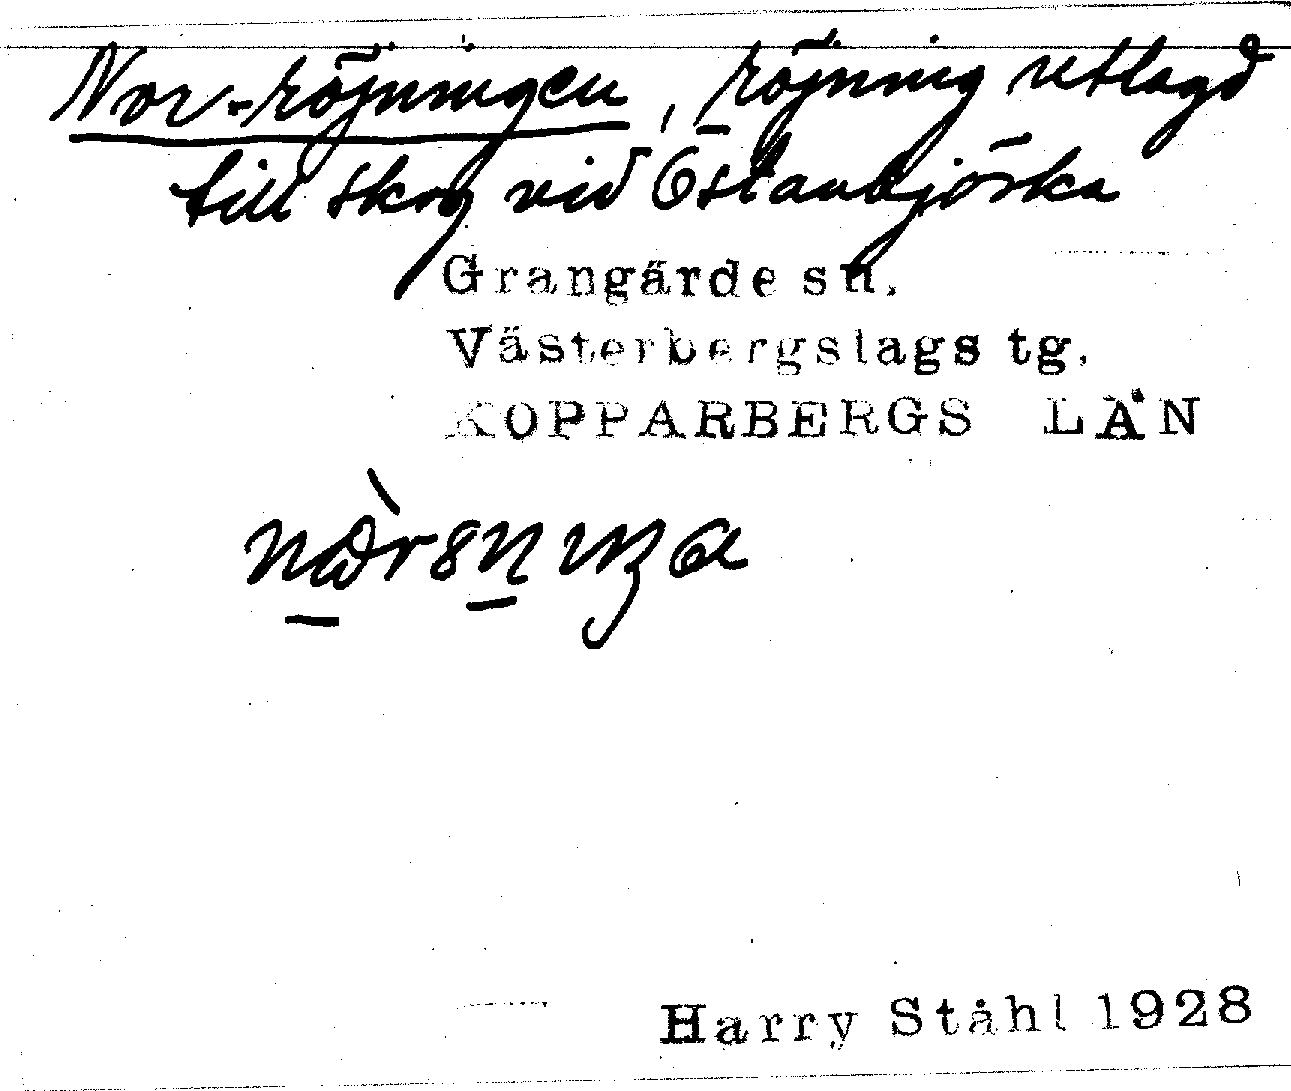 Nor-röjningen, röjning utlagd
till skog vid Östanbjörka
Grangärde sn.
Västerbergslags tg.
KOPPARBERGS LÄN
Harry Ståhl 1928